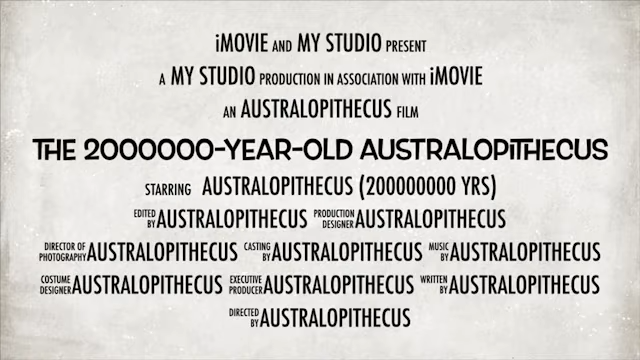 iMOVIE AND MY STUDIO PRESENT
A MY STUDIO PRODUCTION IN ASSOCIATION WITH iMOVIE
AN AUSTRALOPITHECUS FILM
THE 2000000-YEAR-OLD AUSTRALOPITHECUS
STARRING AUSTRALOPITHECUS (200000000 YRS)
EDITED BY AUSTRALOPITHECUS PRODUCTION DESIGNER AUSTRALOPITHECUS
DIRECTOR OF PHOTOGRAPHY AUSTRALOPITHECUS CASTING BY AUSTRALOPITHECUS MUSIC BY AUSTRALOPITHECUS
COSTUME DESIGNER AUSTRALOPITHECUS EXECUTIVE PRODUCER AUSTRALOPITHECUS WRITTEN BY AUSTRALOPITHECUS
DIRECTED BY AUSTRALOPITHECUS